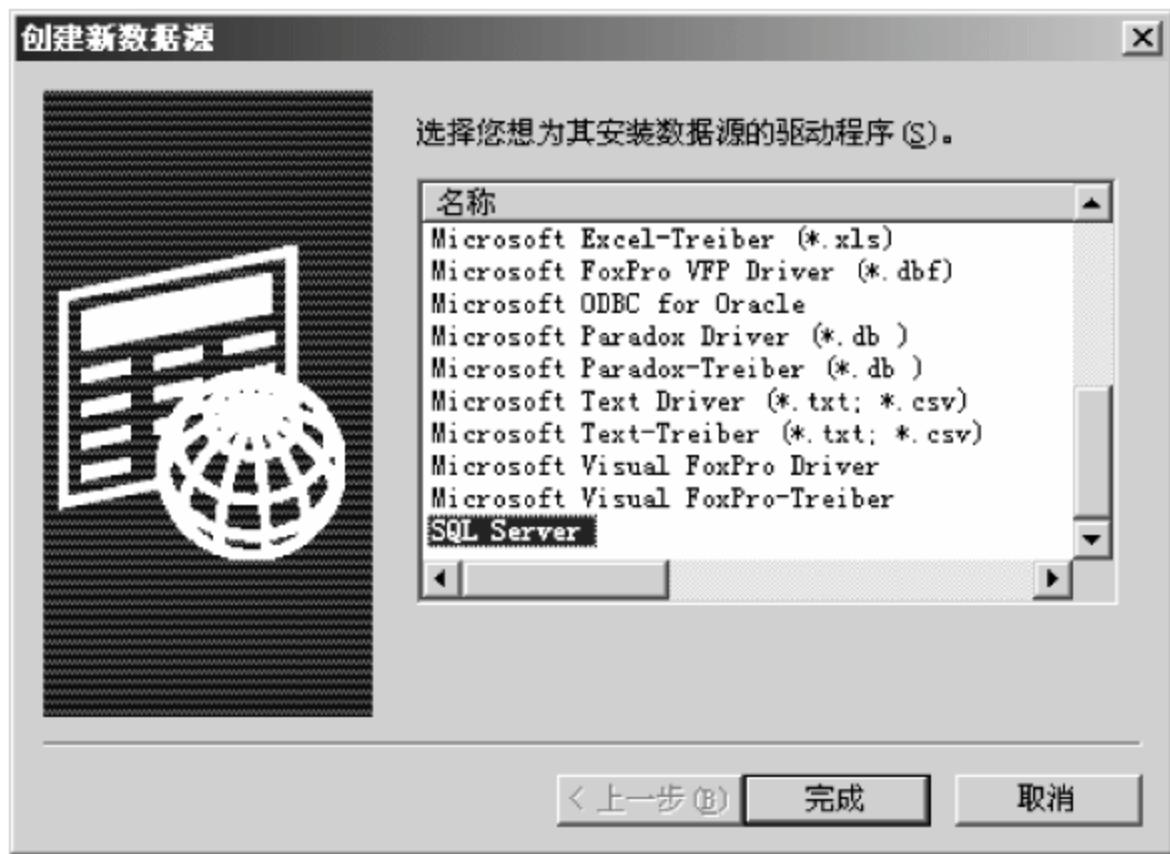 创建新数据源
选择您想为其安装数据源的驱动程序(S)。
名称
Microsoft Excel-Treiber (*.xls)
Microsoft FoxPro VFP Driver (*.dbf)
Microsoft ODBC for Oracle
Microsoft Paradox Driver (*.db )
Microsoft Paradox-Treiber (*.db )
Microsoft Text Driver (*.txt; *.csv)
Microsoft Text-Treiber (*.txt; *.csv)
Microsoft Visual FoxPro Driver
Microsoft Visual FoxPro-Treiber
SQL Server
< 上一步(B) 完成 取消